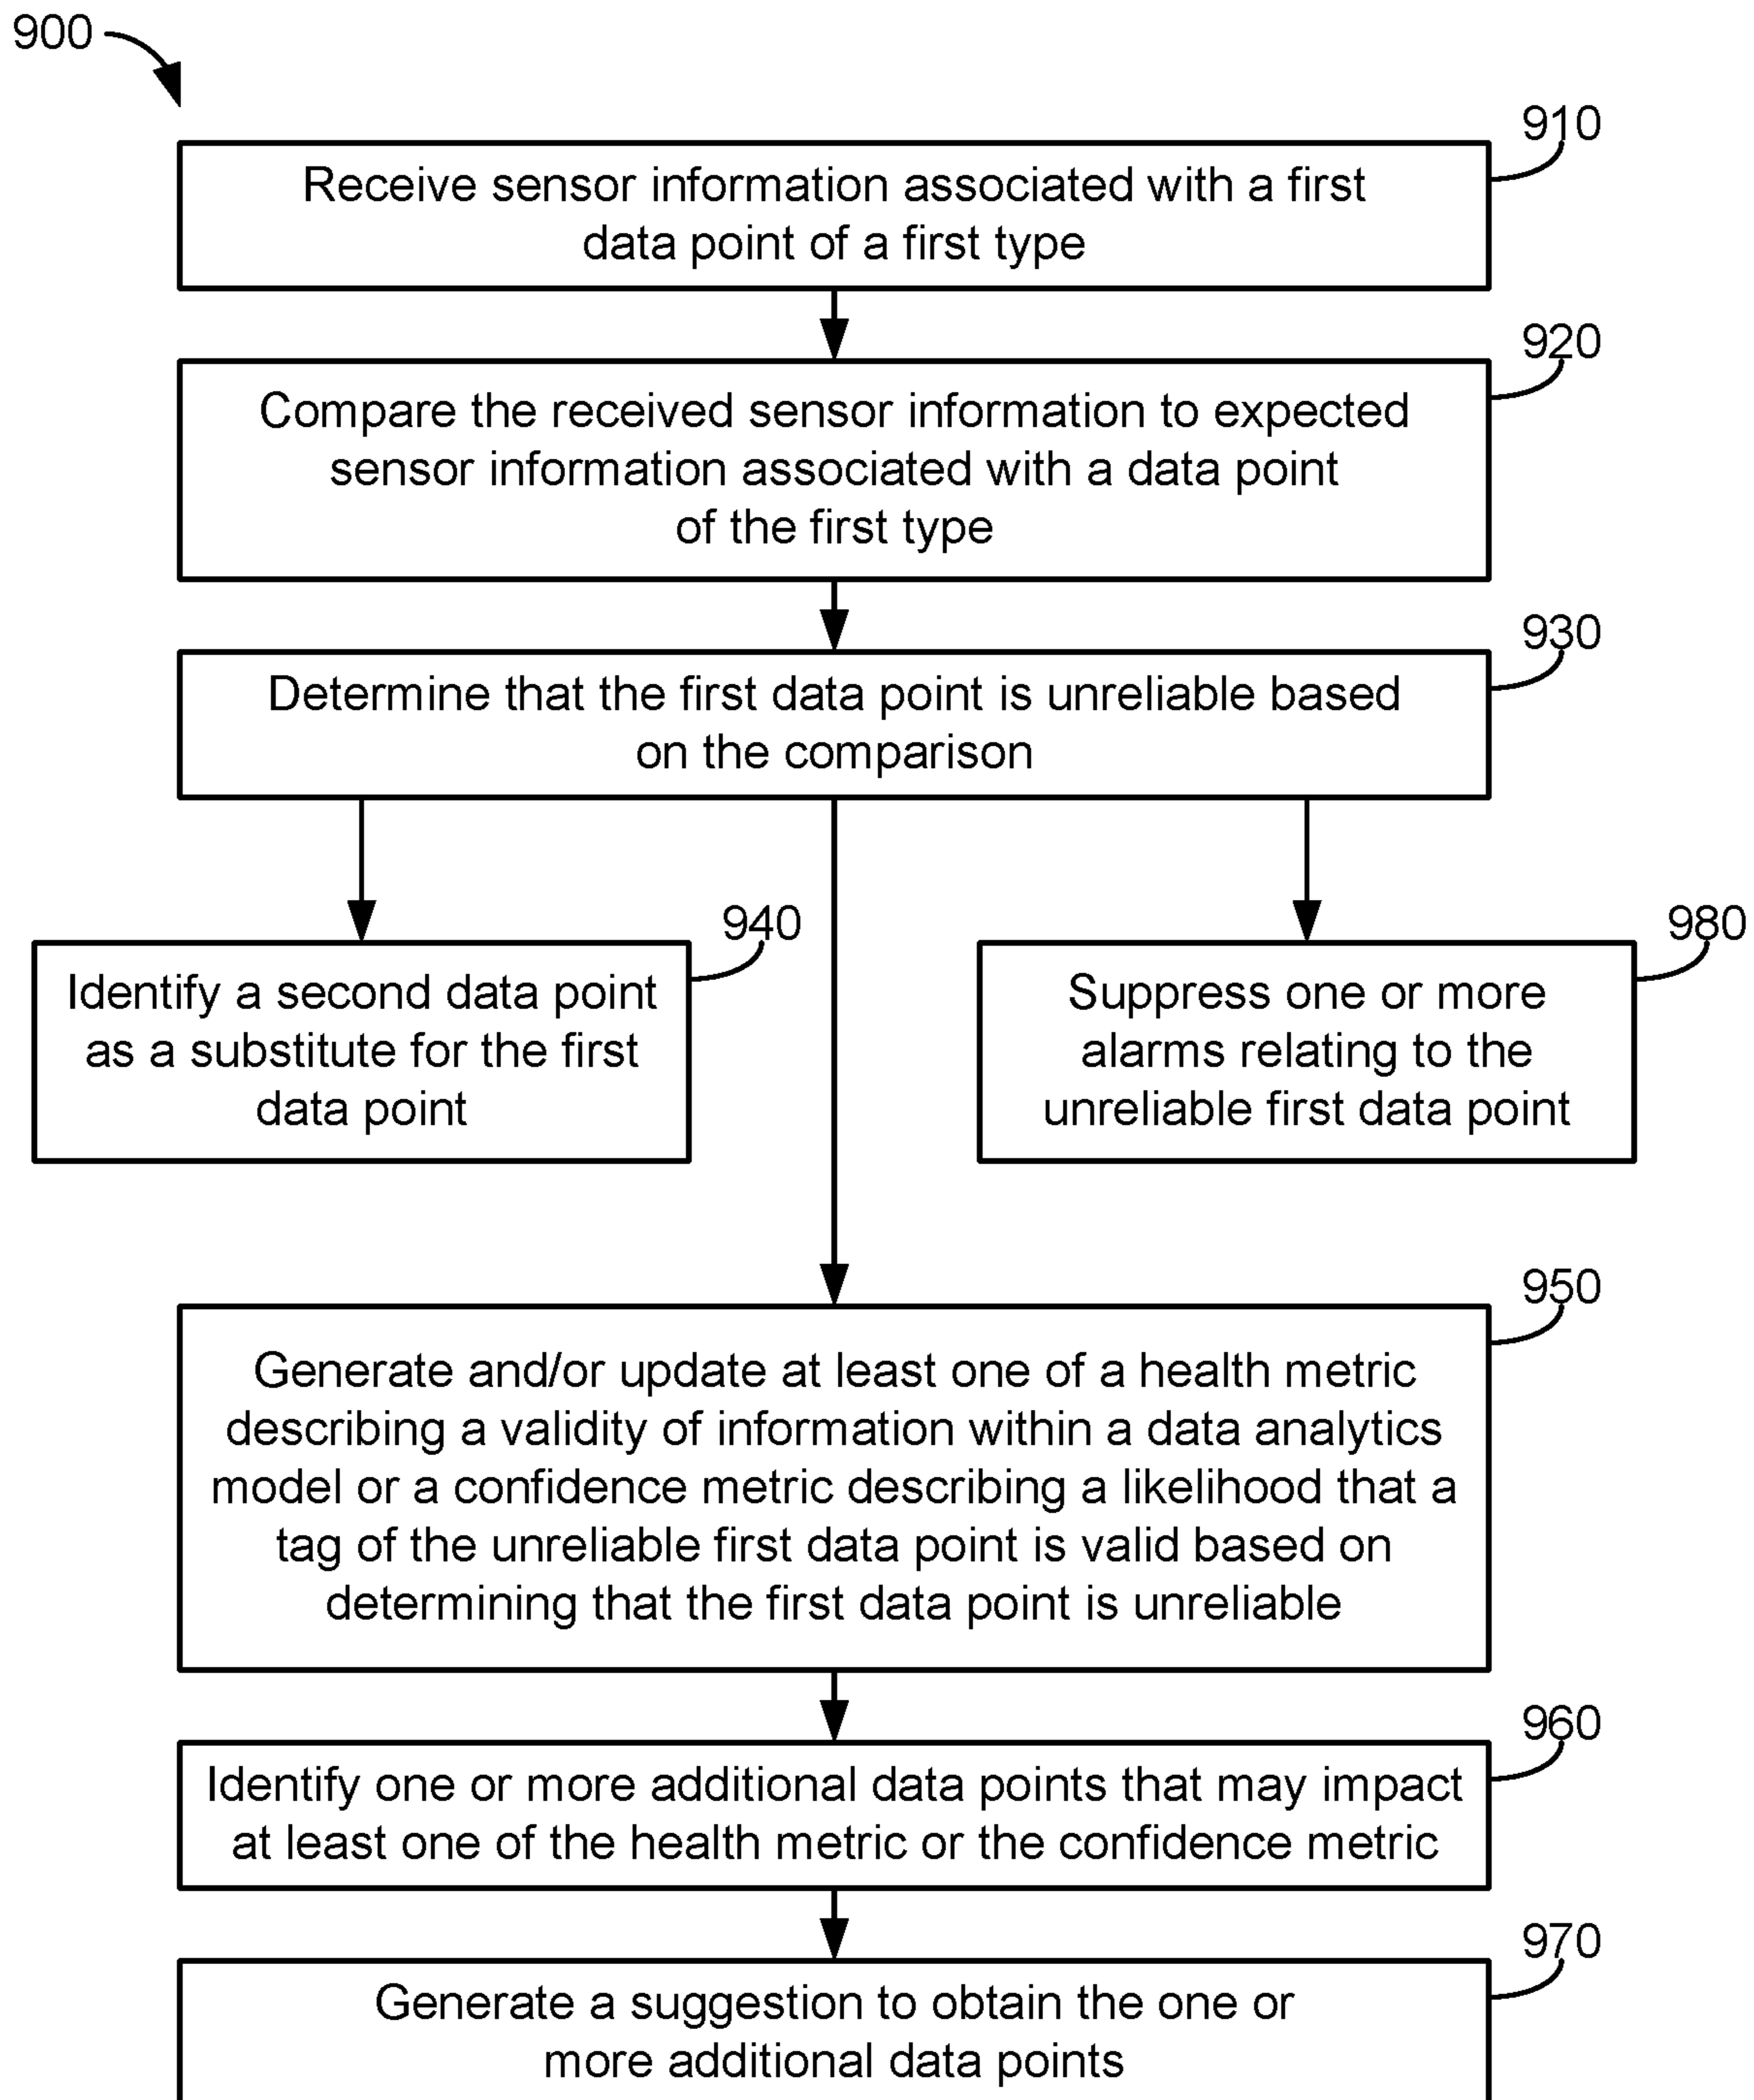 900
910
Receive sensor information associated with a first
data point of a first type
920
Compare the received sensor information to expected
sensor information associated with a data point
of the first type
930
Determine that the first data point is unreliable based
on the comparison
940
Identify a second data point
as a substitute for the first
data point
980
Suppress one or more
alarms relating to the
unreliable first data point
950
Generate and/or update at least one of a health metric
describing a validity of information within a data analytics
model or a confidence metric describing a likelihood that a
tag of the unreliable first data point is valid based on
determining that the first data point is unreliable
960
Identify one or more additional data points that may impact
at least one of the health metric or the confidence metric
970
Generate a suggestion to obtain the one or
more additional data points